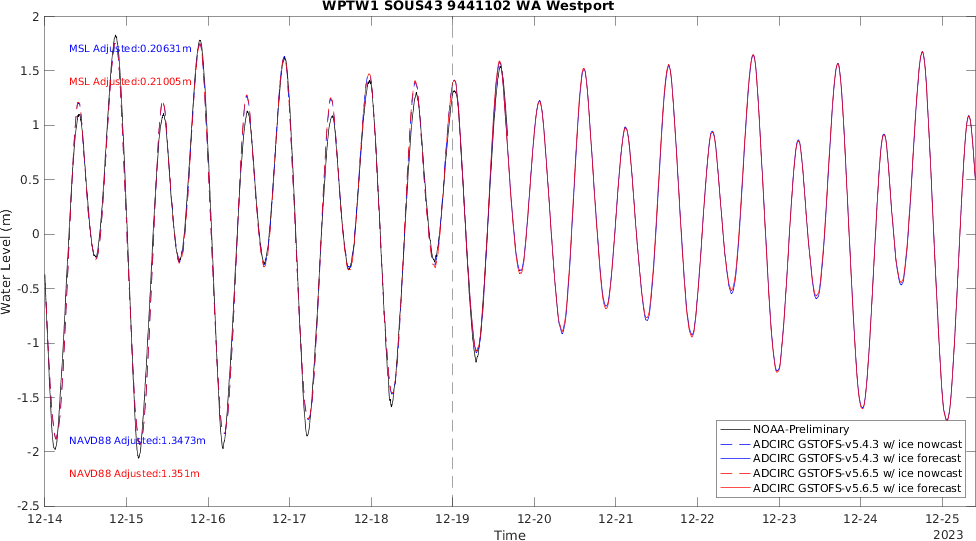 WPTW1 SOUS43 9441102 WA Westport
2
1.5
1
0.5
0
-0.5
-1
-1.5
-2
-2.5
Water Level (m)
MSL Adjusted:0.20631m
MSL Adjusted:0.21005m
NAVD88 Adjusted:1.3473m
NAVD88 Adjusted:1.351m
NOAA-Preliminary
ADCIRC GSTOFS-v5.4.3 w/ ice nowcast
ADCIRC GSTOFS-v5.4.3 w/ ice forecast
ADCIRC GSTOFS-v5.6.5 w/ ice nowcast
ADCIRC GSTOFS-v5.6.5 w/ ice forecast
12-14 12-15 12-16 12-17 12-18 12-19 12-20 12-21 12-22 12-23 12-24 12-25
Time
2023